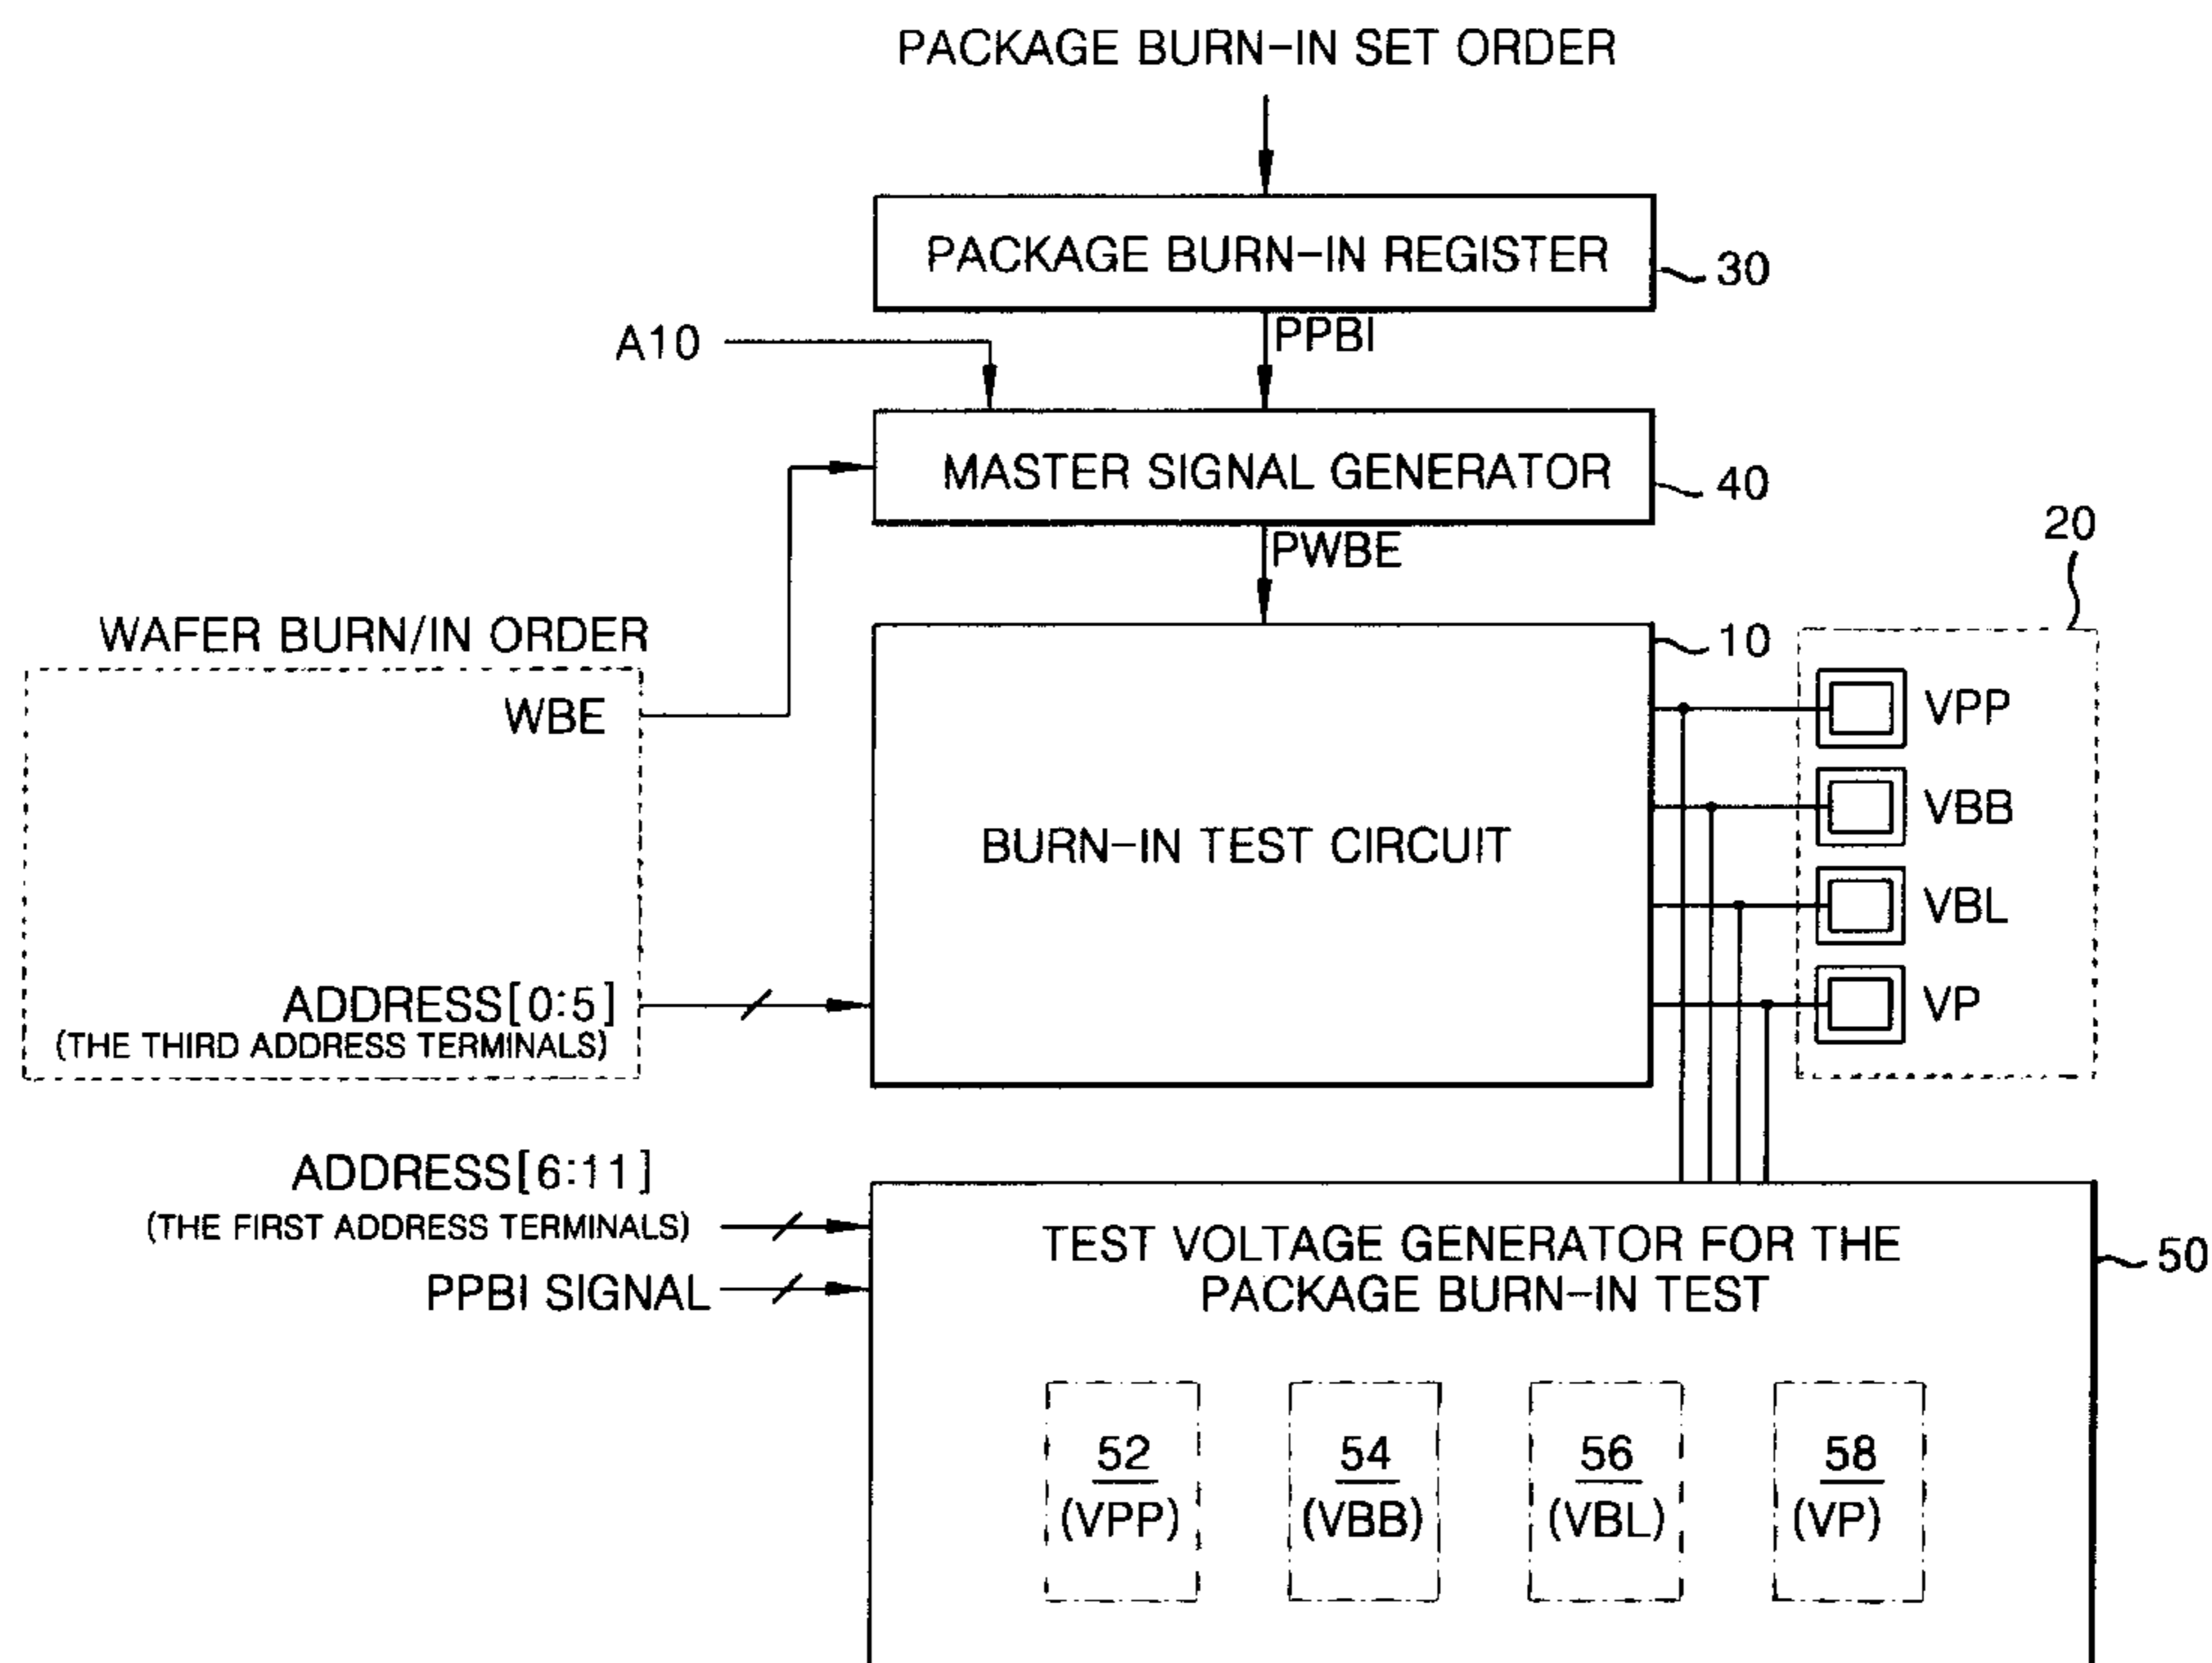 PACKAGE BURN-IN SET ORDER
PACKAGE BURN-IN REGISTER
30
PPBI
A10
MASTER SIGNAL GENERATOR
40
PWBE
20
WAFER BURN/IN ORDER
WBE
10
VPP
VBB
BURN-IN TEST CIRCUIT
VBL
ADDRESS[0:5]
(THE THIRD ADDRESS TERMINALS)
VP
ADDRESS[6:11]
(THE FIRST ADDRESS TERMINALS)
PPBI SIGNAL
TEST VOLTAGE GENERATOR FOR THE
PACKAGE BURN-IN TEST
50
52
(VPP)
54
(VBB)
56
(VBL)
58
(VP)